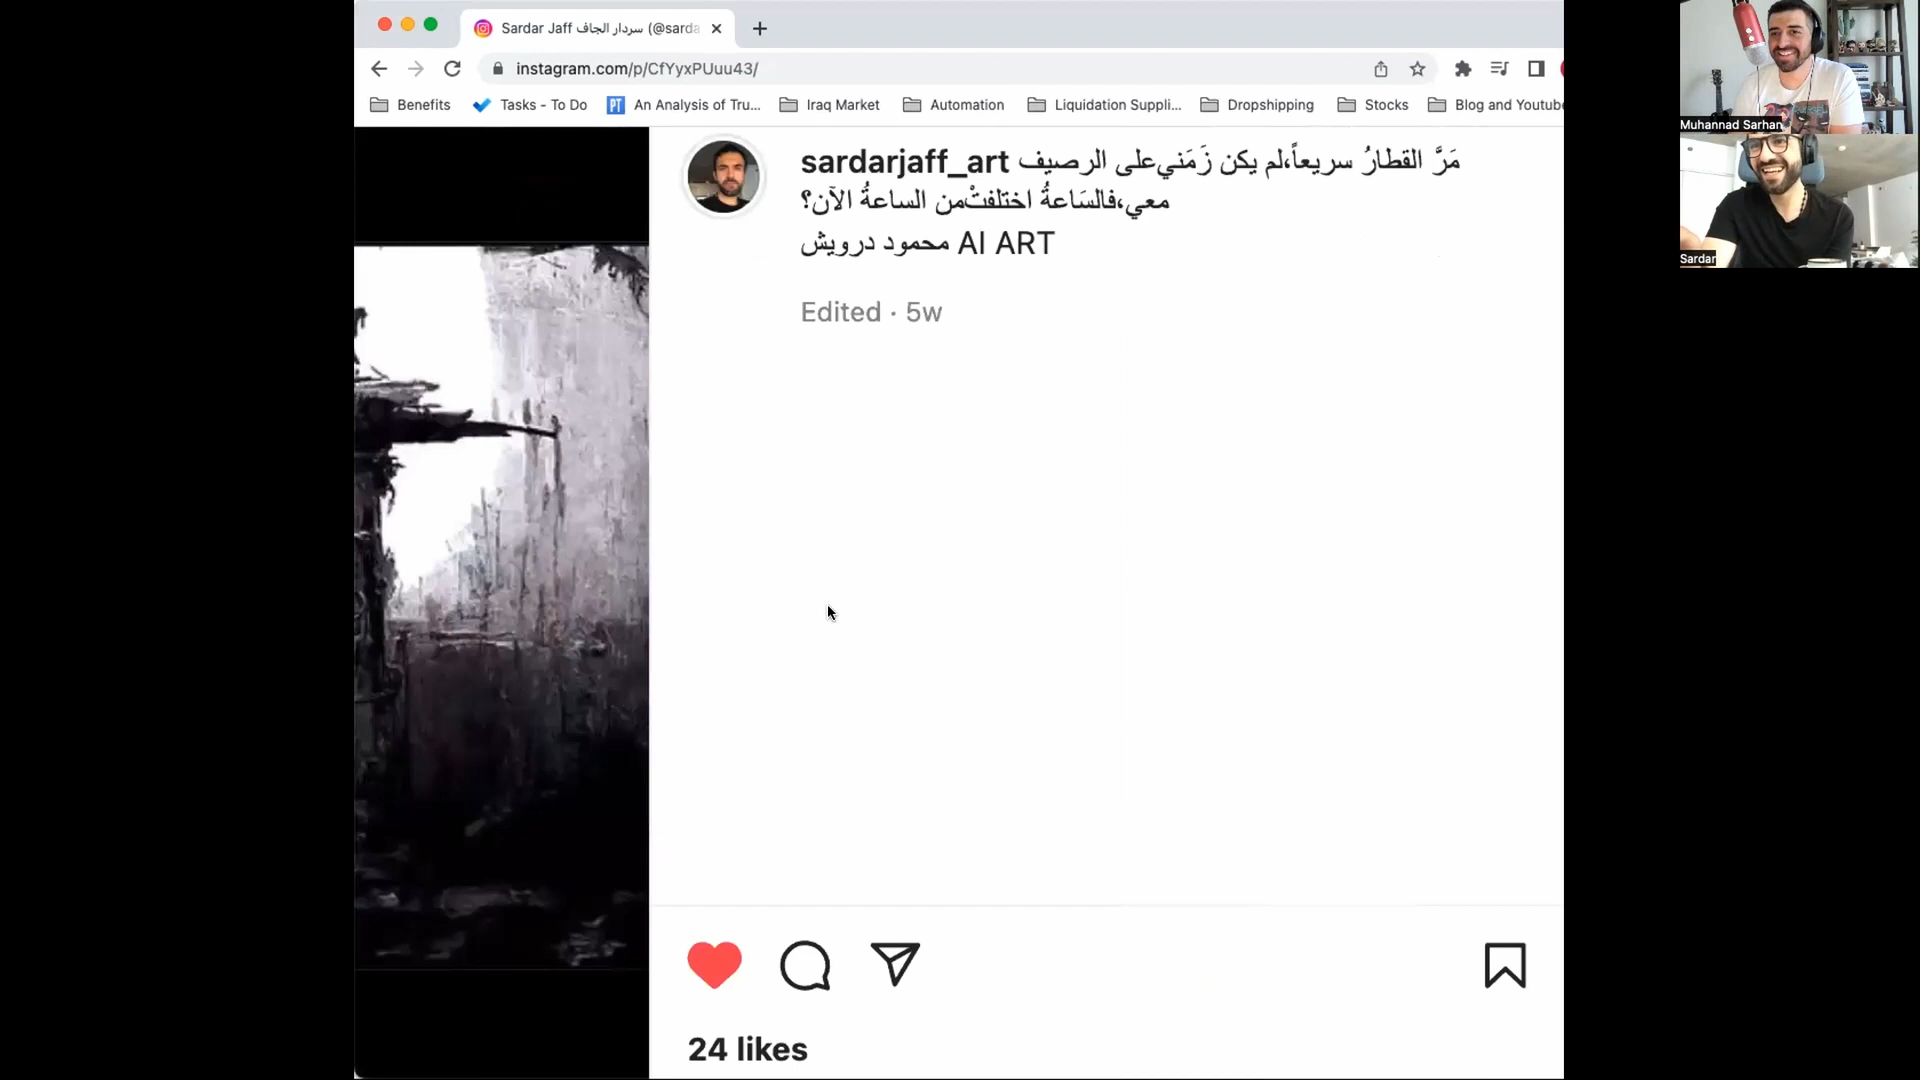 Sardar Jaff سردار الجاف (@sarda
instagram.com/p/CfYyxPUuu43/
Benefits
Tasks - To Do
PT
An Analysis of Tru...
Iraq Market
Automation
Liquidation Suppli...
Dropshipping
Stocks
Blog and Youtube
sardarjaff_art مَرَّ القطارُ سريعاً،لم يكن زَمَني على الرصيف
معي،فالسَاعةُ اختلفتْ من الساعةُ الآن؟
محمود درويش AI ART
Edited · 5w
24 likes
Muhannad Sarhan
Sardar